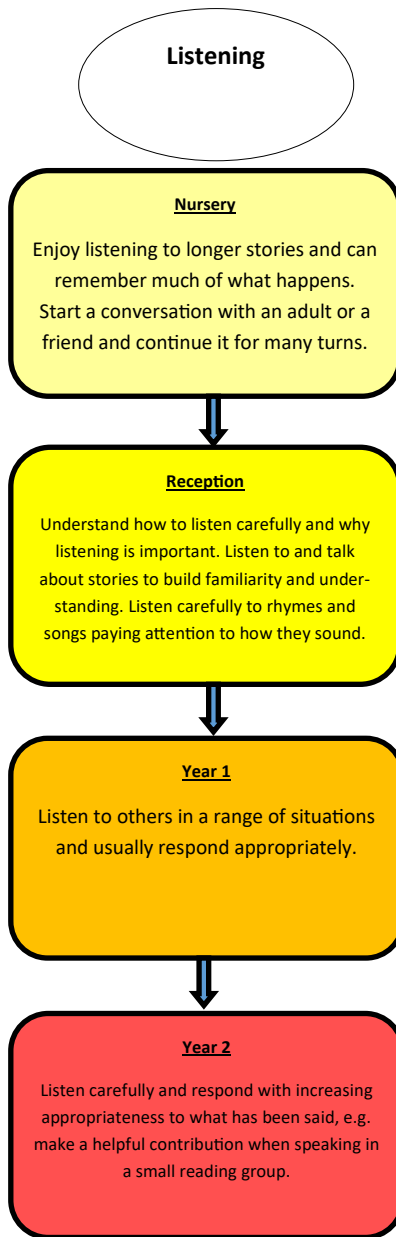 Listening
Nursery
Enjoy listening to longer stories and can
remember much of what happens.
Start a conversation with an adult or a
friend and continue it for many turns.
Reception
Understand how to listen carefully and why
listening is important. Listen to and talk
about stories to build familiarity and under-
standing. Listen carefully to rhymes and
songs paying attention to how they sound.
Year 1
Listen to others in a range of situations
and usually respond appropriately.
Year 2
Listen carefully and respond with increasing
appropriateness to what has been said, e.g.
make a helpful contribution when speaking in
a small reading group.